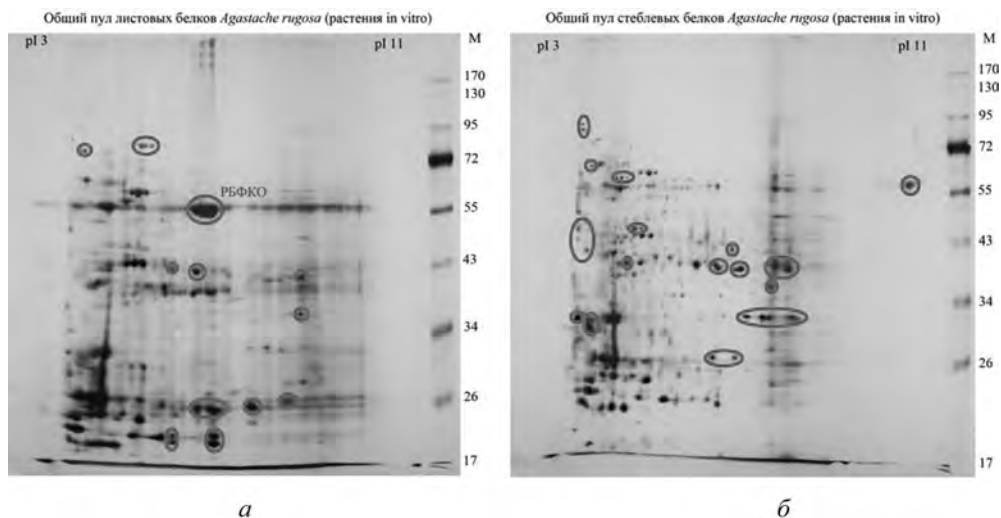 Общий пул листовых белков Agastache rugosa (растения in vitro)
pI 3
pI 11
M
170
130
95
72
РБФКО
55
43
34
26
17
а
Общий пул стеблевых белков Agastache rugosa (растения in vitro)
pI 3
pI 11
M
170
130
95
72
55
43
34
26
17
б